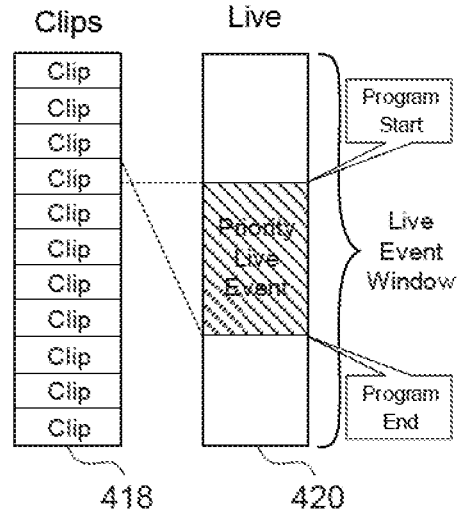 Clips
Live
Clip
Clip
Clip
Clip
Clip
Clip
Clip
Clip
Clip
Clip
Clip
Priority
Live
Event
Program
Start
Live
Event
Window
Program
End
418
420